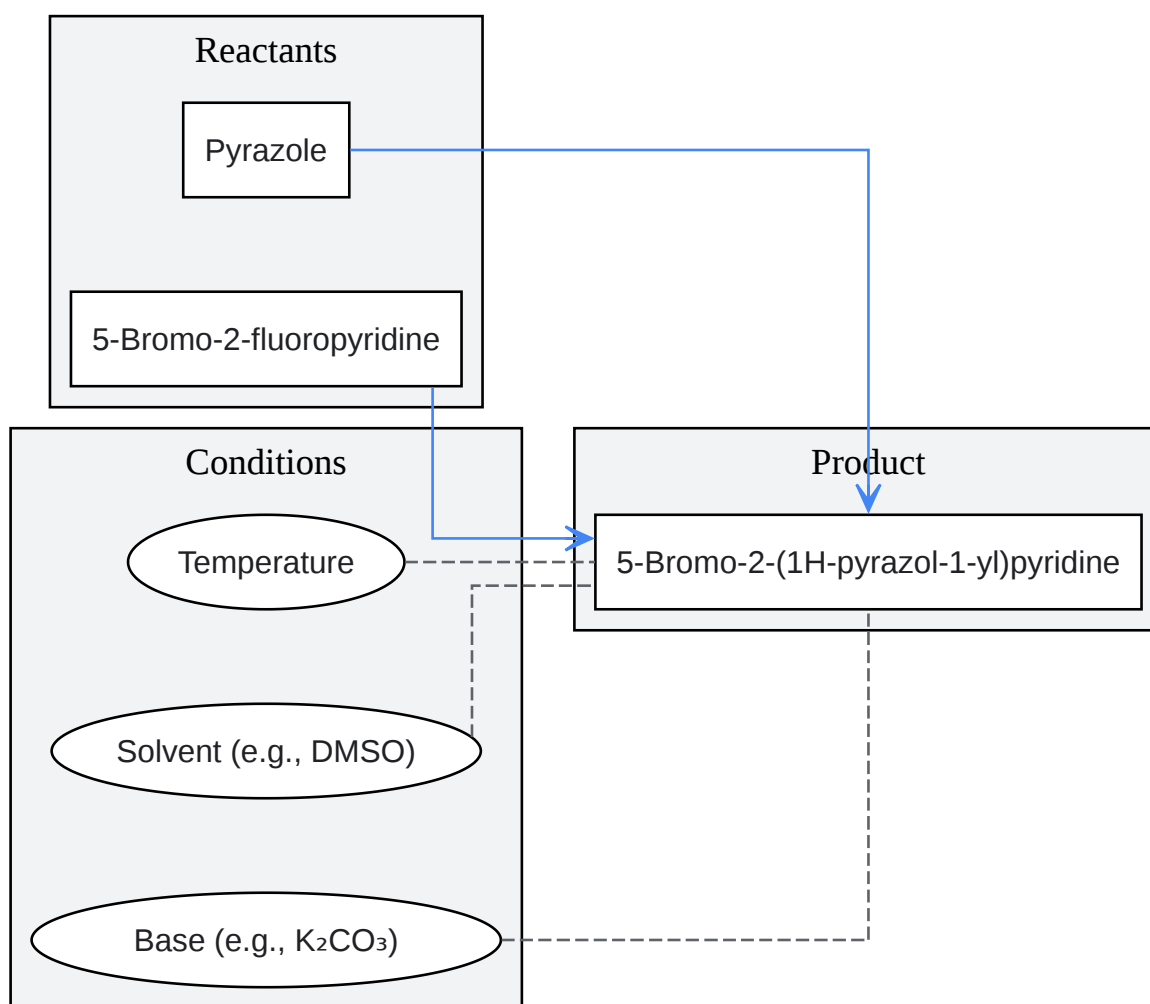 Reactants
Pyrazole
5-Bromo-2-fluoropyridine
Conditions
Temperature
Solvent (e.g., DMSO)
Base (e.g., K₂CO₃)
Product
5-Bromo-2-(1H-pyrazol-1-yl)pyridine